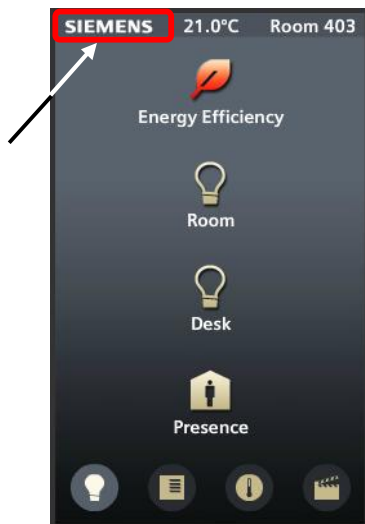 SIEMENS 21.0°C Room 403
Energy Efficiency
Room
Desk
Presence